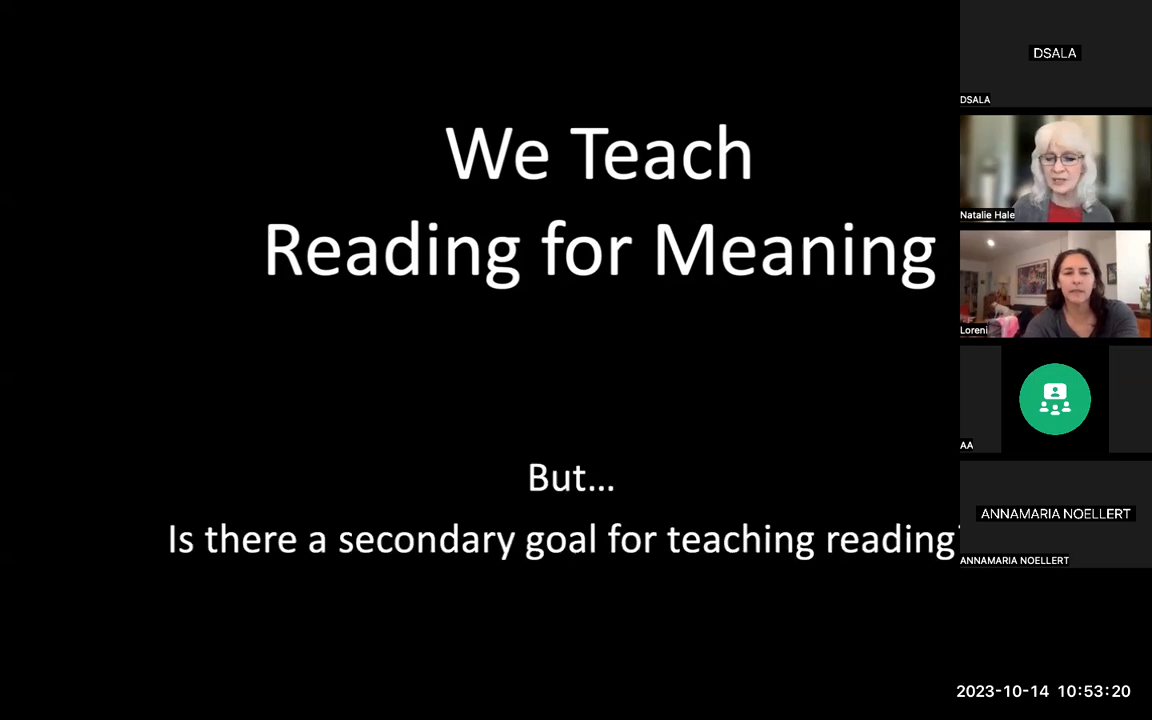 We Teach
Reading for Meaning
But...
Is there a secondary goal for teaching reading
DSALA
DSALA
Natalie Hale
Loreni
AA
ANNAMARIA NOELLERT
ANNAMARIA NOELLERT
2023-10-14 10:53:20